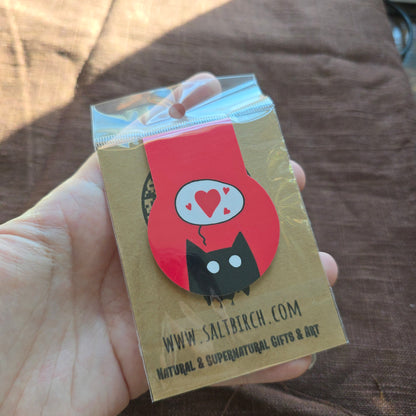 WWW.SALTBIRCH.COM
NATURAL & SUPERNATURAL GIFTS & ART